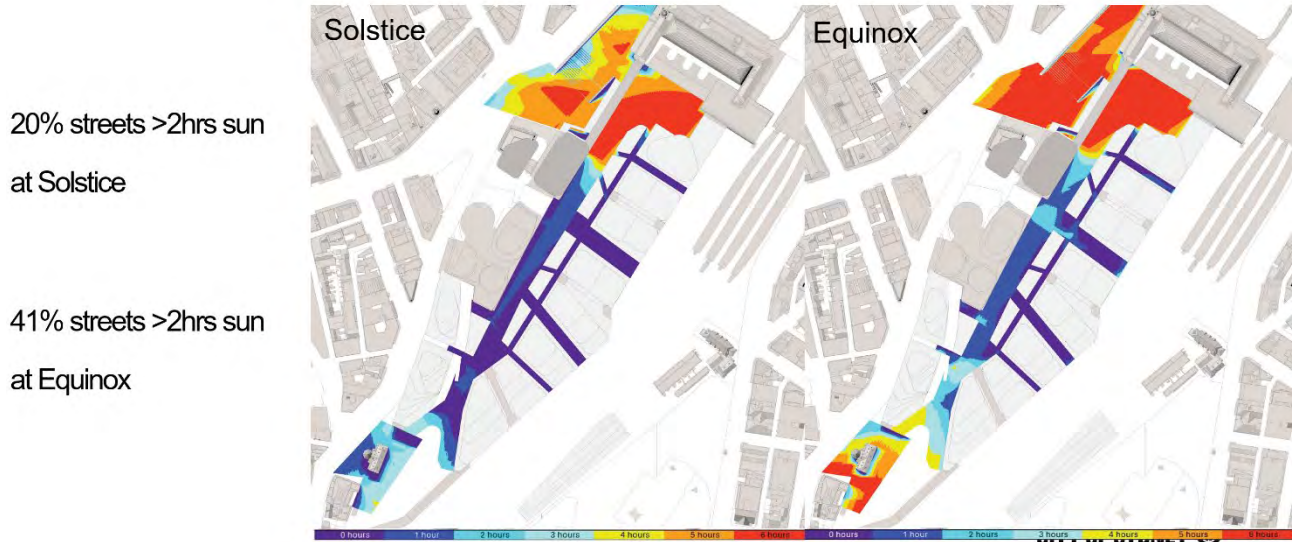 Solstice
Equinox
20% streets >2hrs sun
at Solstice
41% streets >2hrs sun
at Equinox
0 hours 1 hour 2 hours 3 hours 4 hours 5 hours 6 hours
0 hours 1 hour 2 hours 3 hours 4 hours 5 hours 6 hours